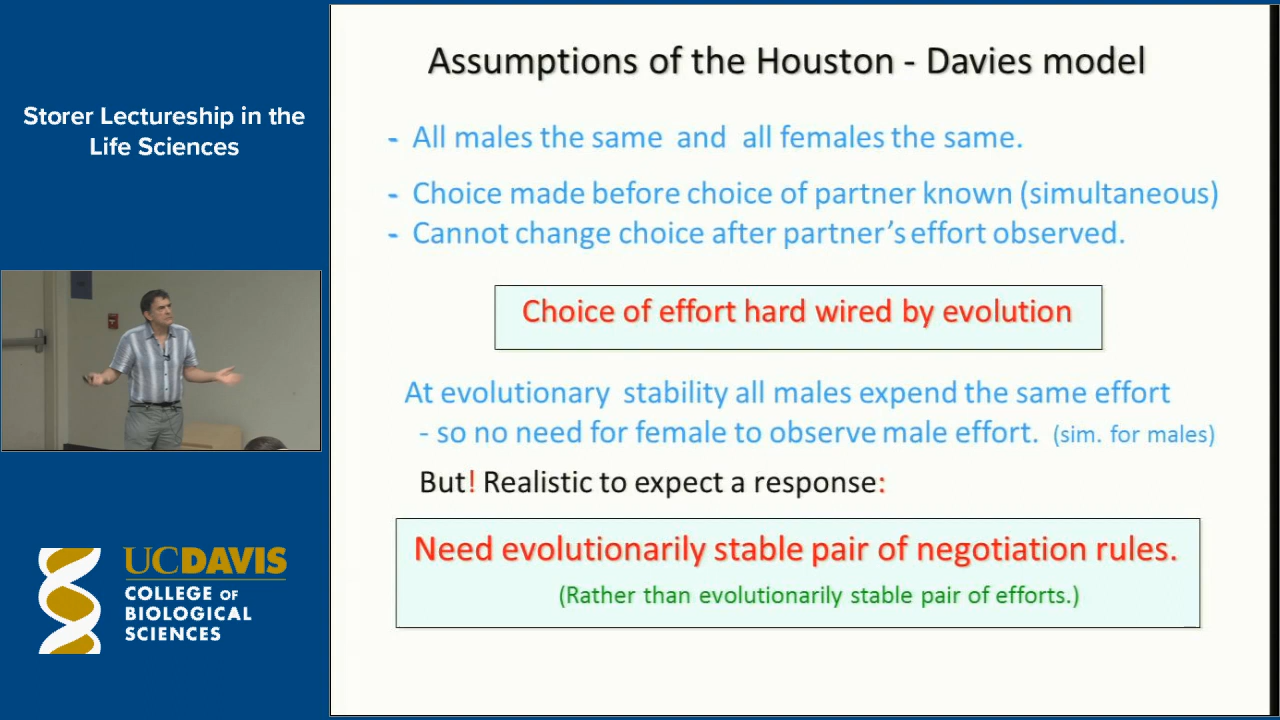 Storer Lectureship in the
Life Sciences
UCDAVIS
COLLEGE OF
BIOLOGICAL
SCIENCES
Assumptions of the Houston - Davies model
- All males the same and all females the same.
- Choice made before choice of partner known (simultaneous)
- Cannot change choice after partner's effort observed.
Choice of effort hard wired by evolution
At evolutionary stability all males expend the same effort
- so no need for female to observe male effort. (sim. for males)
But! Realistic to expect a response:
Need evolutionarily stable pair of negotiation rules.
(Rather than evolutionarily stable pair of efforts.)